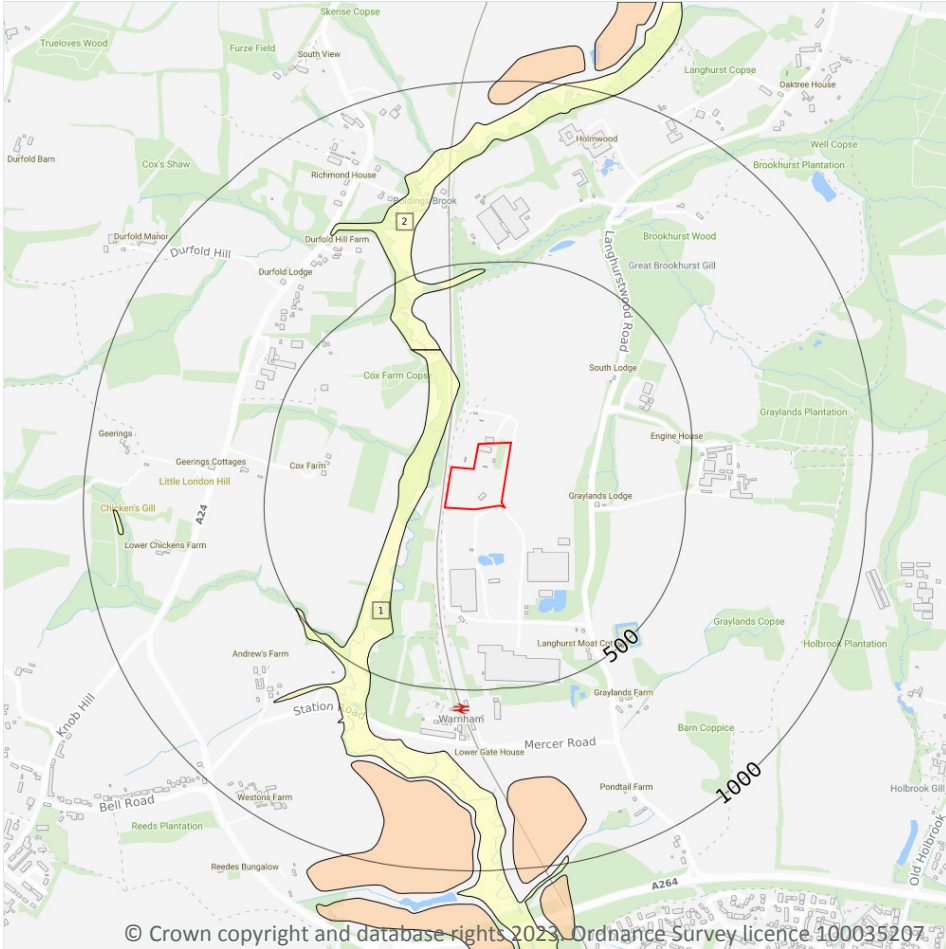 Skense Copse
Trueloves Wood
Furze Field
South View
Langhurst Copse
Oaktree House
Holmwood
Well Copse
Durfold Barn
Cox's Shaw
Brookhurst Plantation
Richmond House
Boldings Brook
2
Durfold Manor
Durfold Hill Farm
Brookhurst Wood
Durfold Hill
Great Brookhurst Gill
Durfold Lodge
Langhurstwood Road
Cox Farm Copse
South Lodge
Graylands Plantation
Geerings
Engine House
Geerings Cottages
Cox Farm
Little London Hill
Graylands Lodge
Chicken's Gill
A24
Lower Chickens Farm
1
Graylands Copse
Langhurst Moat Cot
500
Holbrook Plantation
Andrew's Farm
Graylands Farm
Station Road
Knob Hill
Warnham
Barn Coppice
Mercer Road
Lower Gate House
1000
Pondtail Farm
Holbrook Gill
Westons Farm
Bell Road
Reeds Plantation
Old Holbrook
Reedes Bungalow
A264
© Crown copyright and database rights 2023. Ordnance Survey licence 100035207.